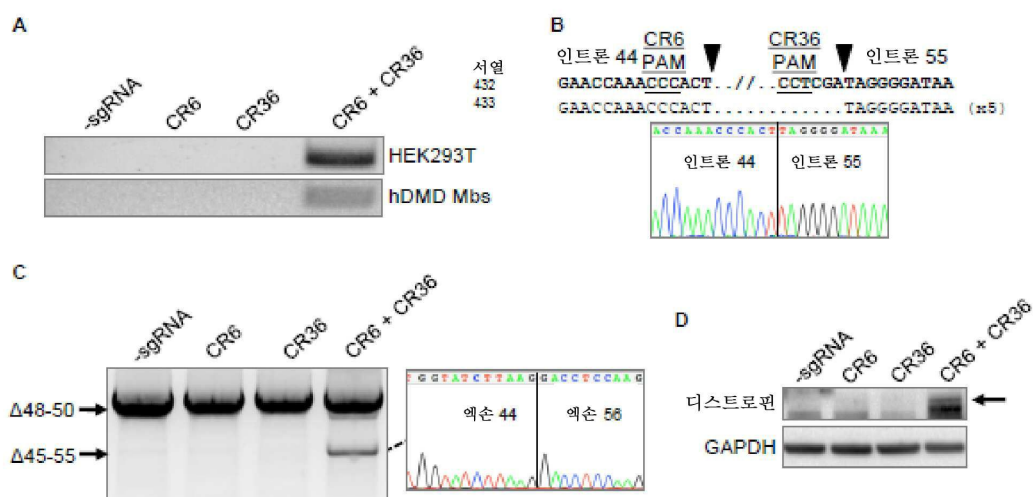 A
-sgRNA
CR6
CR36
CR6 + CR36
HEK293T
hDMD Mbs
B
CR6
PAM
CR36
PAM
인트론 44
인트론 55
서열
432
433
GAACCAAACCCACT..//..CCTCGATAGGGGATAA
GAACCAAACCCACT.............TAGGGGATAA (x5)
ACCAAACCCACTTAGGGGATAAA
인트론 44
인트론 55
C
-sgRNA
CR6
CR36
CR6 + CR36
Δ48-50
Δ45-55
TGGTATCTTAAGGACCTCCAAG
엑손 44
엑손 56
D
-sgRNA
CR6
CR36
CR6 + CR36
디스트로핀
GAPDH